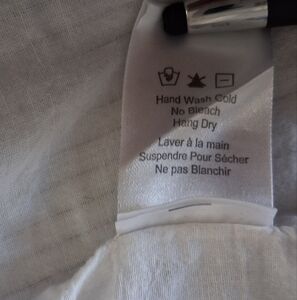 Hand Wash Cold
No Bleach
Hang Dry
Laver à la main
Suspendre Pour Sécher
Ne pas Blanchir